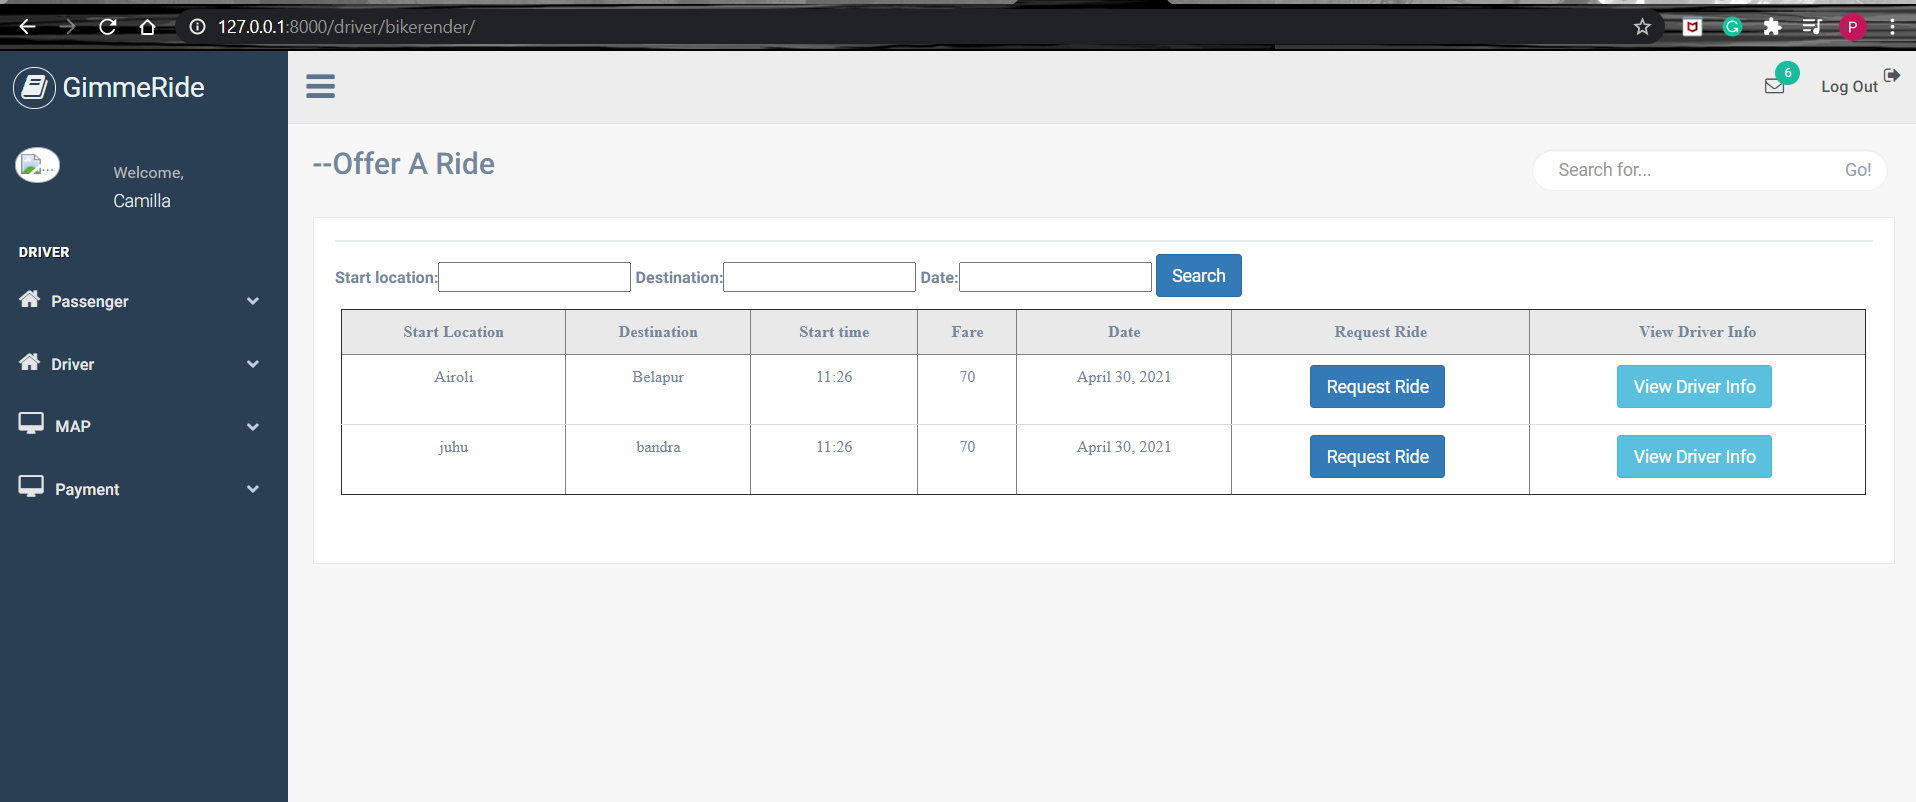 127.0.0.1:8000/driver/bikerender/
P
GimmeRide
6
Log Out
...
Welcome,
Camilla
--Offer A Ride
Search for... Go!
DRIVER
Passenger
Driver
MAP
Payment
Start location: Destination: Date: Search
Start Location Destination Start time Fare Date Request Ride View Driver Info
Airoli Belapur 11:26 70 April 30, 2021 Request Ride View Driver Info
juhu bandra 11:26 70 April 30, 2021 Request Ride View Driver Info